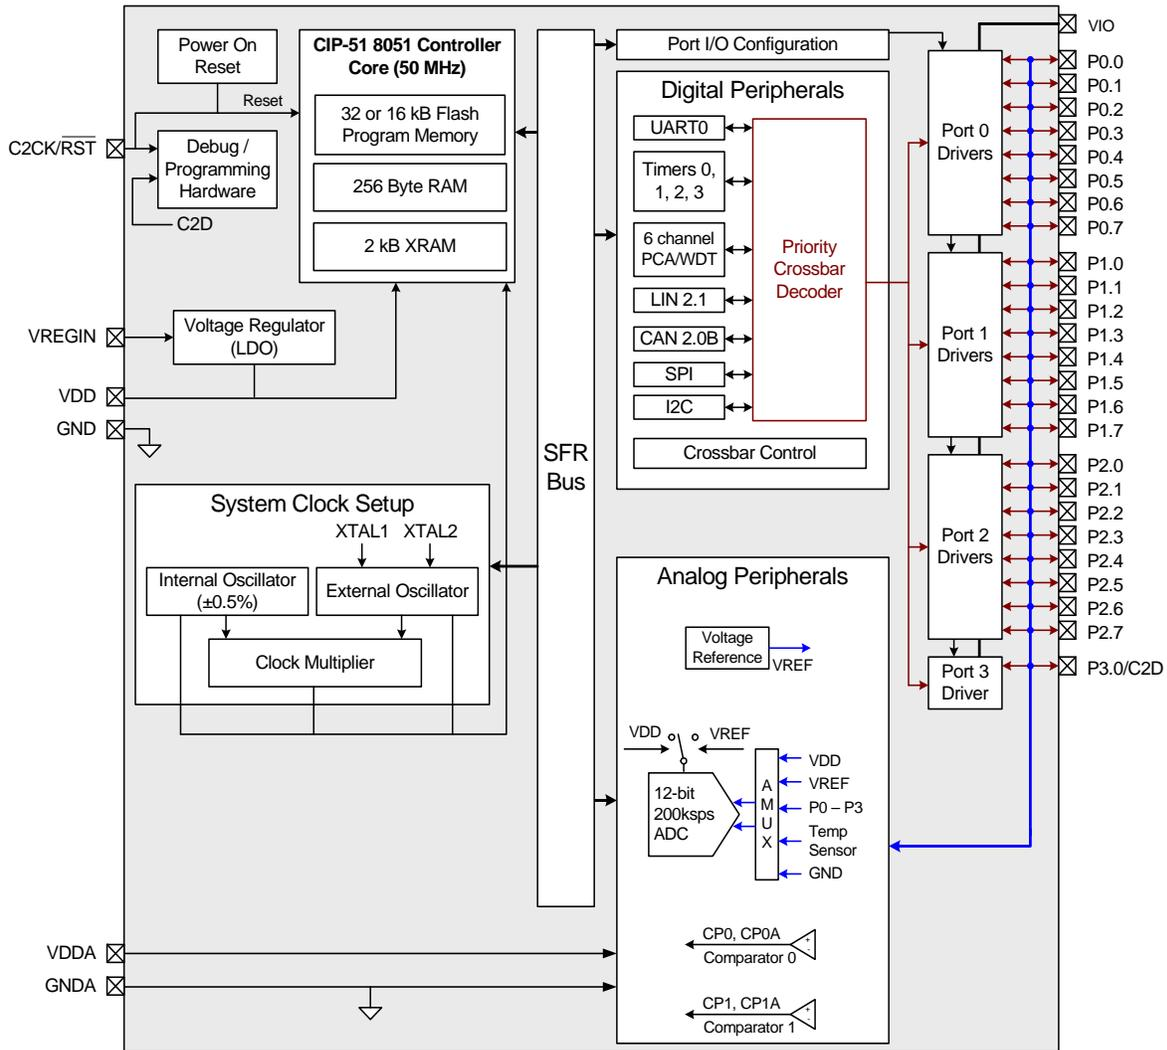 Power On
Reset
Reset
C2CK/RST
Debug /
Programming
Hardware
C2D
CIP-51 8051 Controller
Core (50 MHz)
32 or 16 kB Flash
Program Memory
256 Byte RAM
2 kB XRAM
VREGIN
Voltage Regulator
(LDO)
VDD
GND
System Clock Setup
XTAL1 XTAL2
Internal Oscillator
(±0.5%)
External Oscillator
Clock Multiplier
VDDA
GNDA
SFR
Bus
Port I/O Configuration
Digital Peripherals
UART0
Timers 0,
1, 2, 3
6 channel
PCA/WDT
LIN 2.1
CAN 2.0B
SPI
I2C
Priority
Crossbar
Decoder
Crossbar Control
Analog Peripherals
Voltage
Reference
VREF
VDD
VREF
12-bit
200ksps
ADC
A
M
U
X
VDD
VREF
P0 – P3
Temp
Sensor
GND
CP0, CP0A
Comparator 0
+
-
CP1, CP1A
Comparator 1
+
-
Port 0
Drivers
Port 1
Drivers
Port 2
Drivers
Port 3
Driver
VIO
P0.0
P0.1
P0.2
P0.3
P0.4
P0.5
P0.6
P0.7
P1.0
P1.1
P1.2
P1.3
P1.4
P1.5
P1.6
P1.7
P2.0
P2.1
P2.2
P2.3
P2.4
P2.5
P2.6
P2.7
P3.0/C2D